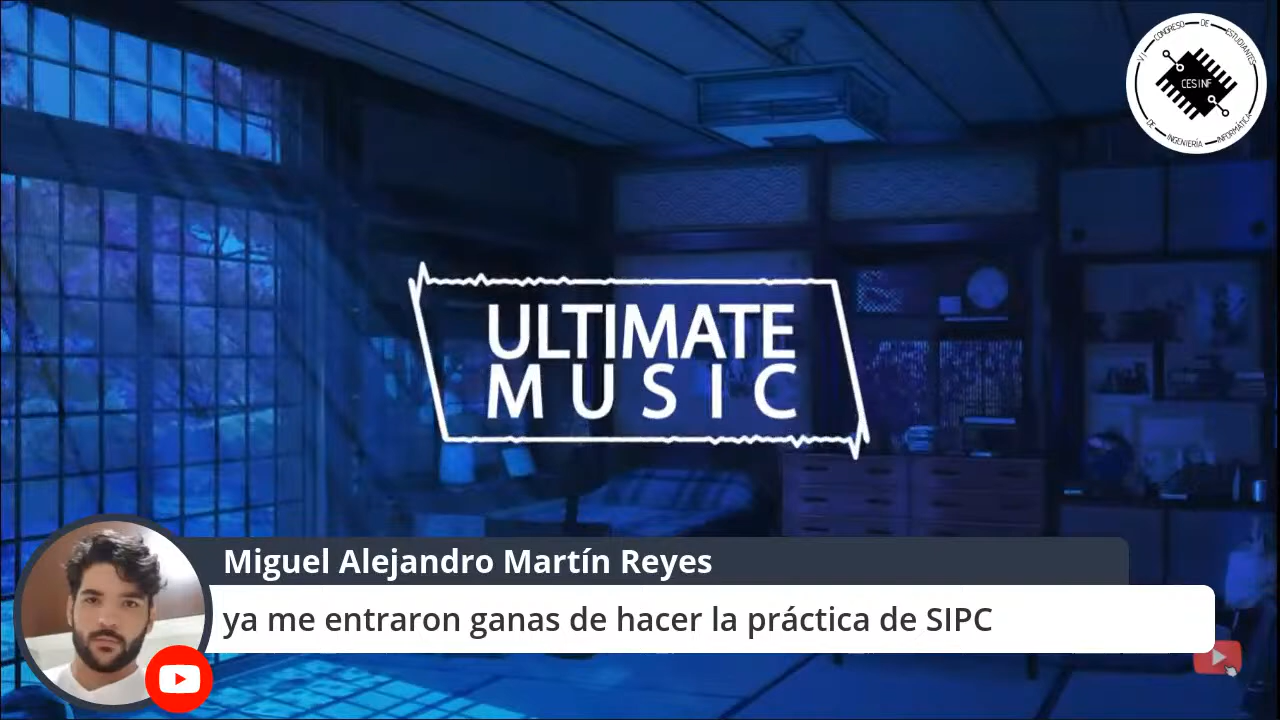 VI CONGRESO DE ESTUDIANTES
CESINF
DE INGENIERÍA INFORMÁTICA
ULTIMATE
MUSIC
Miguel Alejandro Martín Reyes
ya me entraron ganas de hacer la práctica de SIPC